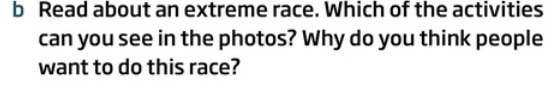 b Read about an extreme race. Which of the activities
can you see in the photos? Why do you think people
want to do this race?